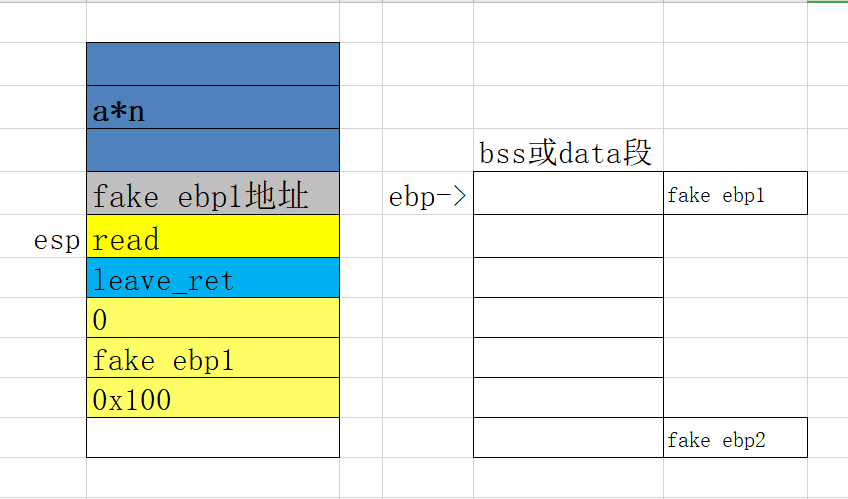 a*n
bss或data段
fake ebp1地址
ebp->
fake ebp1
esp
read
leave_ret
0
fake ebp1
0x100
fake ebp2